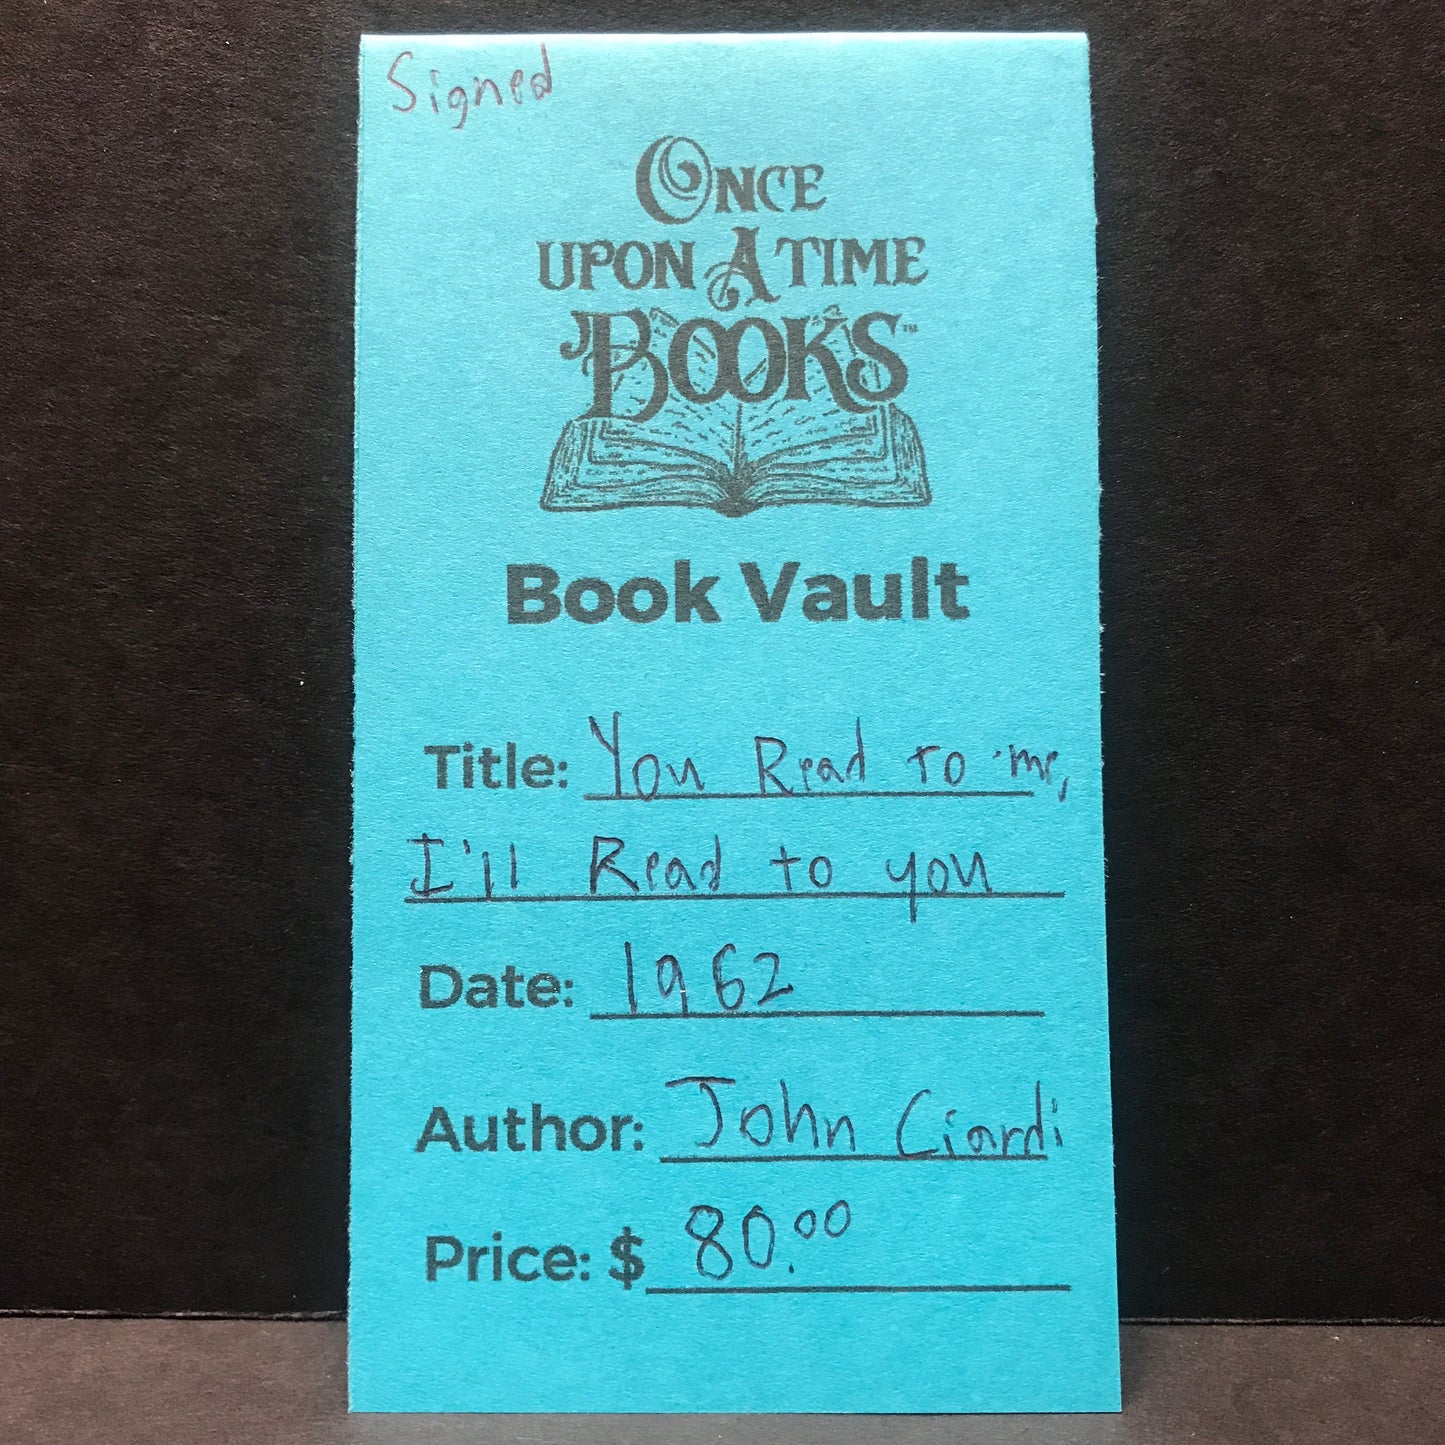 Signed
ONCE
UPON A TIME
BOOKS™
Book Vault
Title: You Read to me,
I'll Read to you
Date: 1962
Author: John Ciardi
Price: $ 80.00